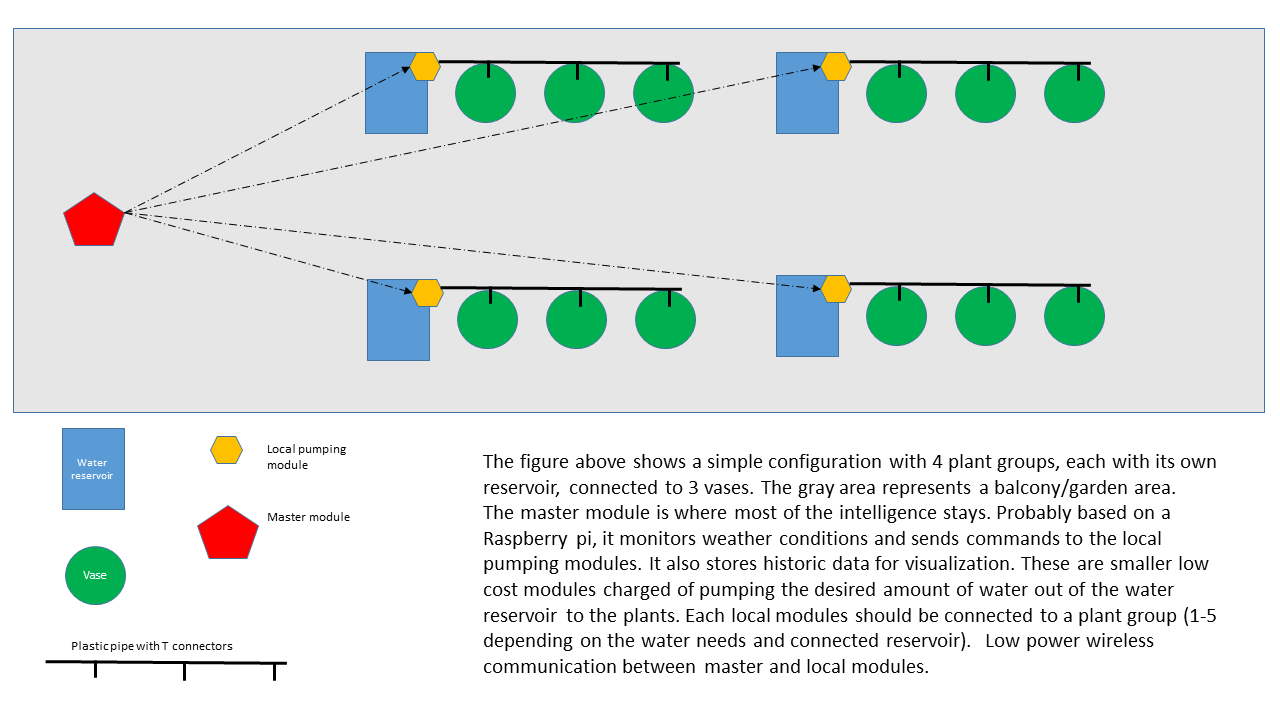 Water
reservoir
Local pumping
module
Master module
Vase
Plastic pipe with T connectors
The figure above shows a simple configuration with 4 plant groups, each with its own
reservoir, connected to 3 vases. The gray area represents a balcony/garden area.
The master module is where most of the intelligence stays. Probably based on a
Raspberry pi, it monitors weather conditions and sends commands to the local
pumping modules. It also stores historic data for visualization. These are smaller low
cost modules charged of pumping the desired amount of water out of the water
reservoir to the plants. Each local modules should be connected to a plant group (1-5
depending on the water needs and connected reservoir). Low power wireless
communication between master and local modules.